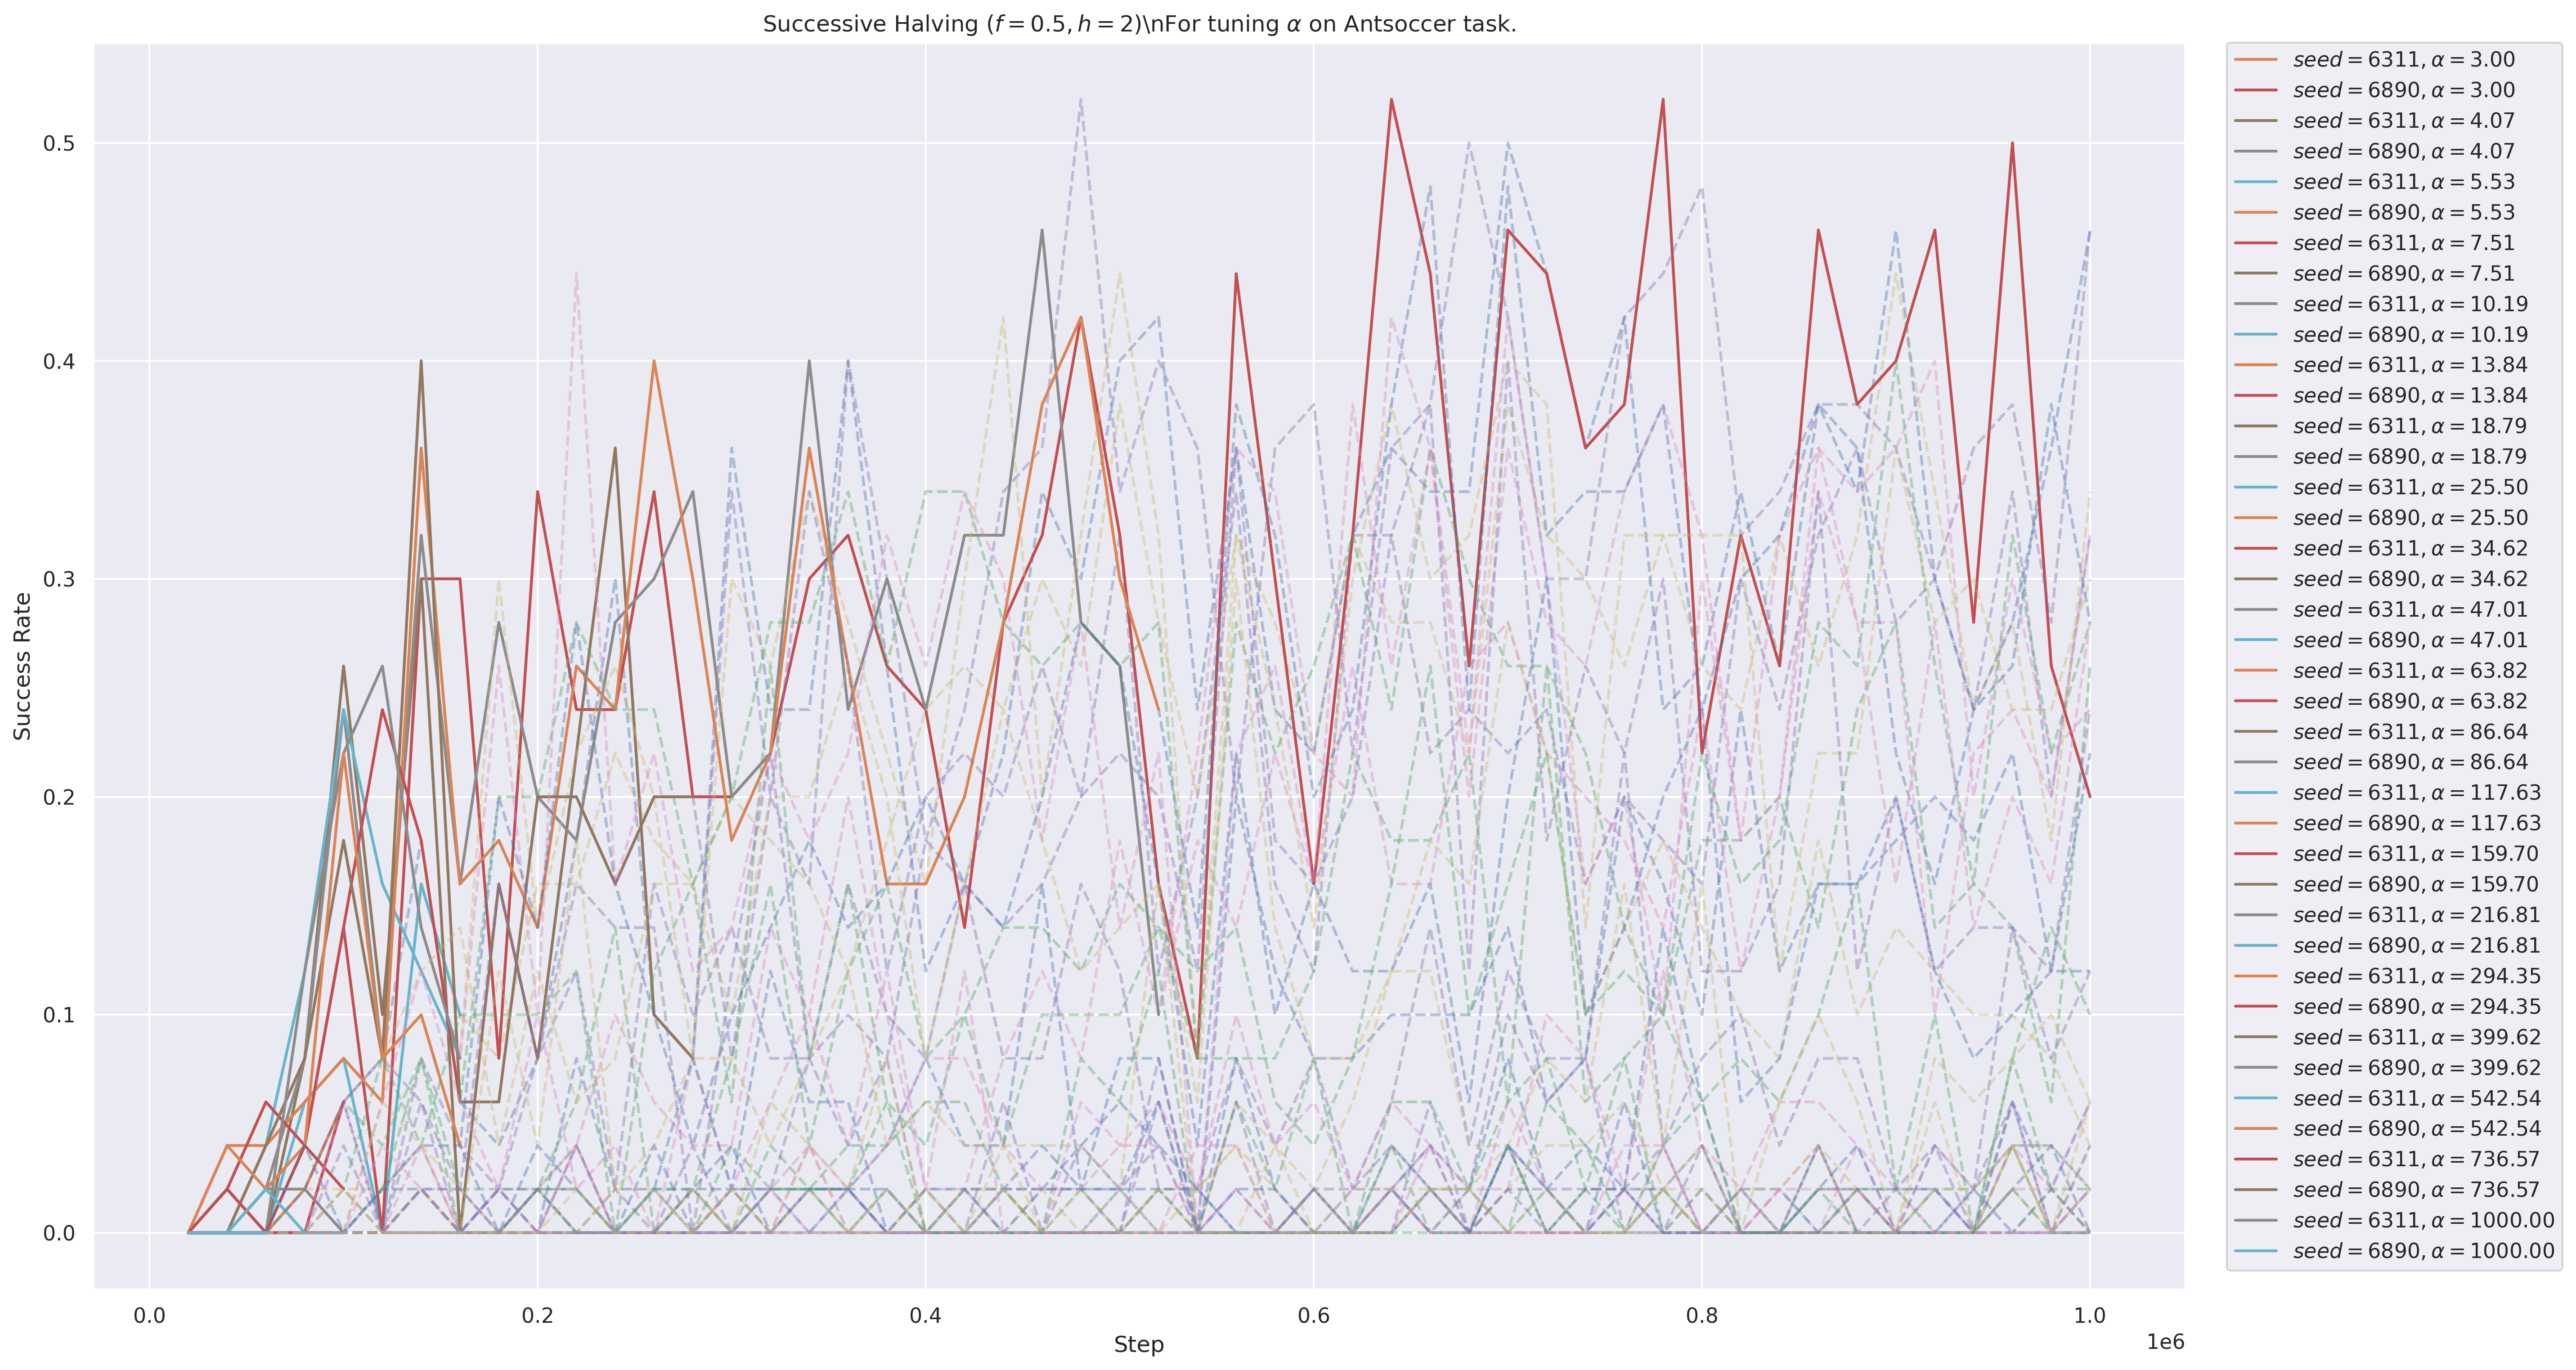 Successive Halving (f = 0.5, h = 2)\nFor tuning α on Antsoccer task.
Success Rate
0.5
0.4
0.3
0.2
0.1
0.0
0.0 0.2 0.4 0.6 0.8 1.0
1e6
Step
seed = 6311, α = 3.00
seed = 6890, α = 3.00
seed = 6311, α = 4.07
seed = 6890, α = 4.07
seed = 6311, α = 5.53
seed = 6890, α = 5.53
seed = 6311, α = 7.51
seed = 6890, α = 7.51
seed = 6311, α = 10.19
seed = 6890, α = 10.19
seed = 6311, α = 13.84
seed = 6890, α = 13.84
seed = 6311, α = 18.79
seed = 6890, α = 18.79
seed = 6311, α = 25.50
seed = 6890, α = 25.50
seed = 6311, α = 34.62
seed = 6890, α = 34.62
seed = 6311, α = 47.01
seed = 6890, α = 47.01
seed = 6311, α = 63.82
seed = 6890, α = 63.82
seed = 6311, α = 86.64
seed = 6890, α = 86.64
seed = 6311, α = 117.63
seed = 6890, α = 117.63
seed = 6311, α = 159.70
seed = 6890, α = 159.70
seed = 6311, α = 216.81
seed = 6890, α = 216.81
seed = 6311, α = 294.35
seed = 6890, α = 294.35
seed = 6311, α = 399.62
seed = 6890, α = 399.62
seed = 6311, α = 542.54
seed = 6890, α = 542.54
seed = 6311, α = 736.57
seed = 6890, α = 736.57
seed = 6311, α = 1000.00
seed = 6890, α = 1000.00